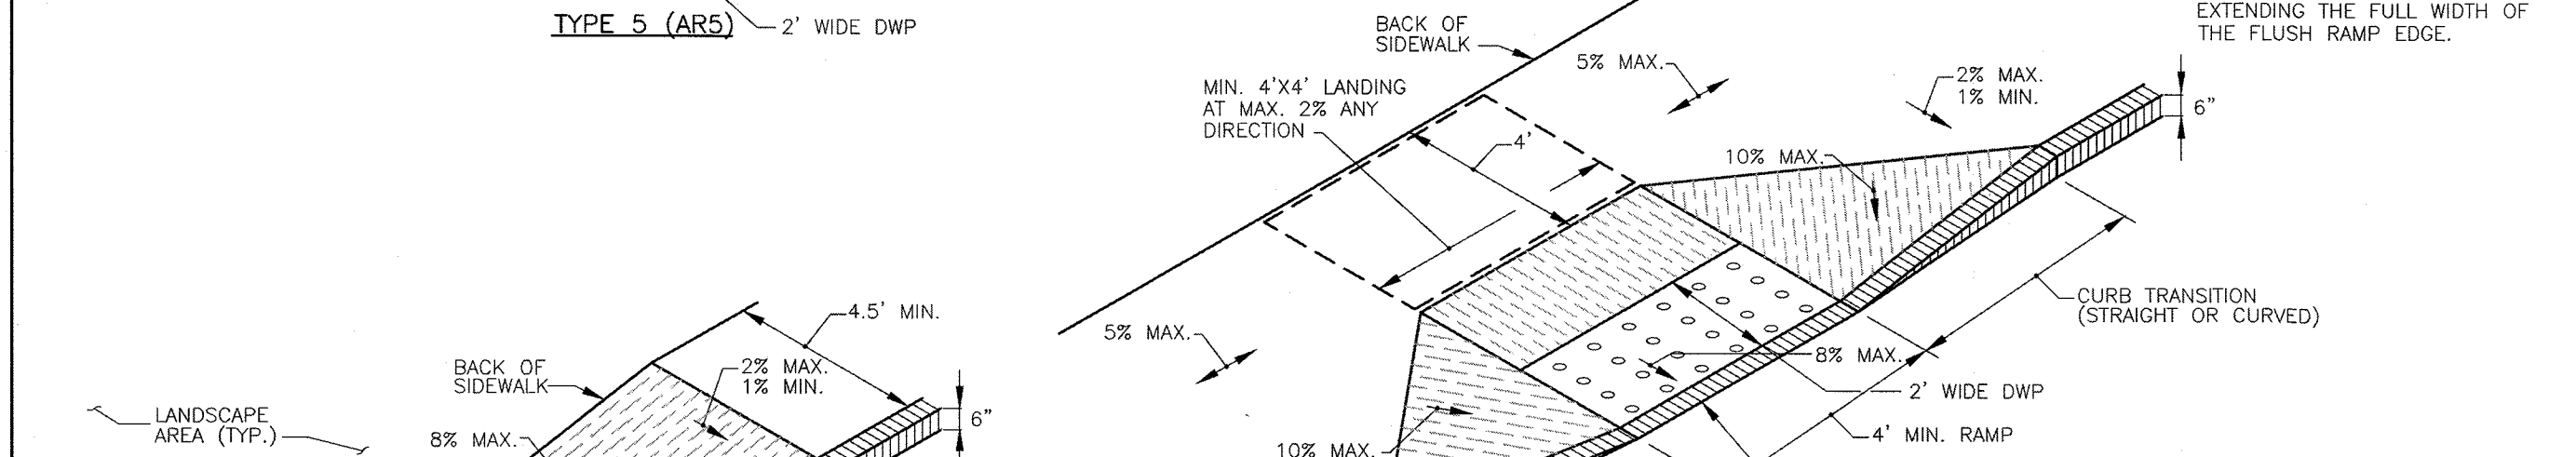 TYPE 5 (AR5)
2' WIDE DWP
BACK OF
SIDEWALK
5% MAX.
EXTENDING THE FULL WIDTH OF
THE FLUSH RAMP EDGE.
2% MAX.
1% MIN.
6"
MIN. 4'X4' LANDING
AT MAX. 2% ANY
DIRECTION
4'
10% MAX.
CURB TRANSITION
(STRAIGHT OR CURVED)
5% MAX.
8% MAX.
2' WIDE DWP
4' MIN. RAMP
10% MAX.
4.5' MIN.
BACK OF
SIDEWALK
2% MAX.
1% MIN.
6"
LANDSCAPE
AREA (TYP.)
8% MAX.